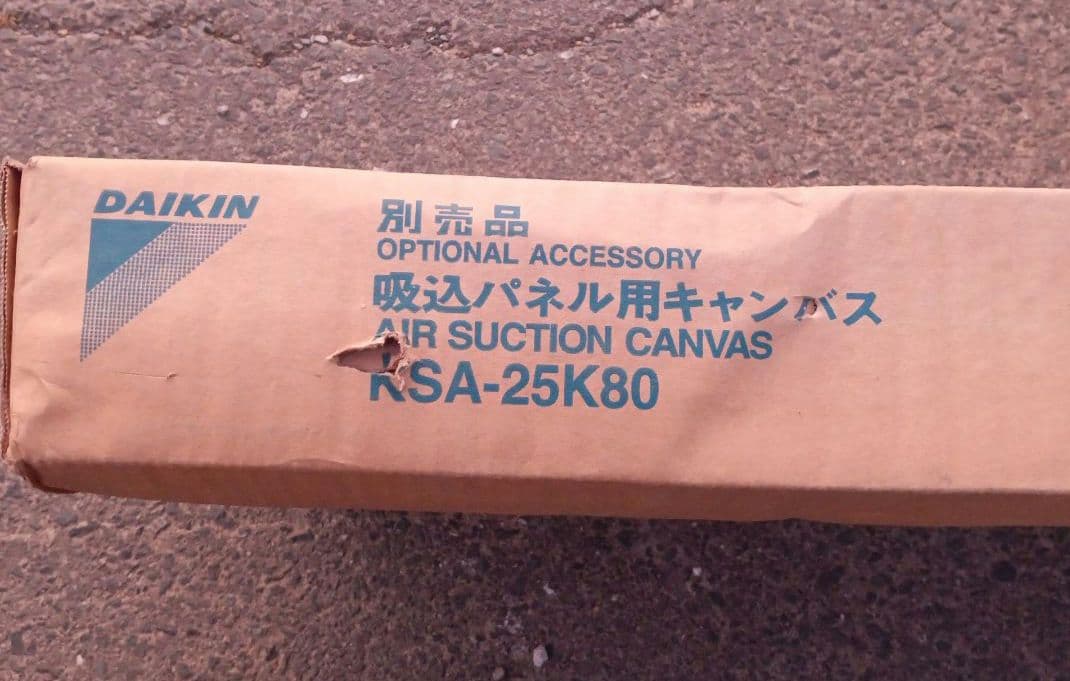 DAIKIN
別売品
OPTIONAL ACCESSORY
吸込パネル用キャンバス
AIR SUCTION CANVAS
KSA-25K80